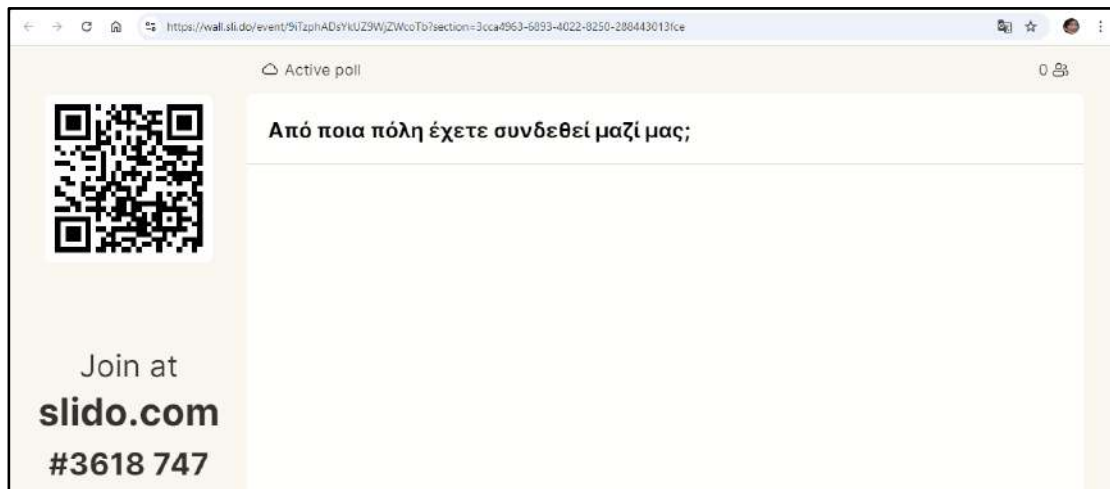 https://wall.sli.do/event/9iTzphADsYkUZ9WjZWcoTb?section=3cca4963-6893-4022-8250-288443013fce
Active poll
0
Από ποια πόλη έχετε συνδεθεί μαζί μας;
Join at
slido.com
#3618 747